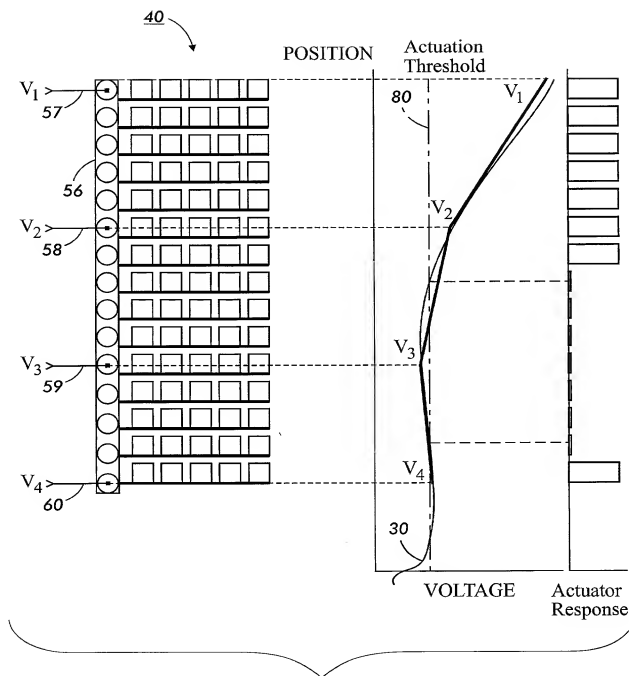 40
POSITION
Actuation
Threshold
V1
57
80
V1
56
V2
58
V2
V3
59
V3
V4
60
V4
30
VOLTAGE
Actuator
Response